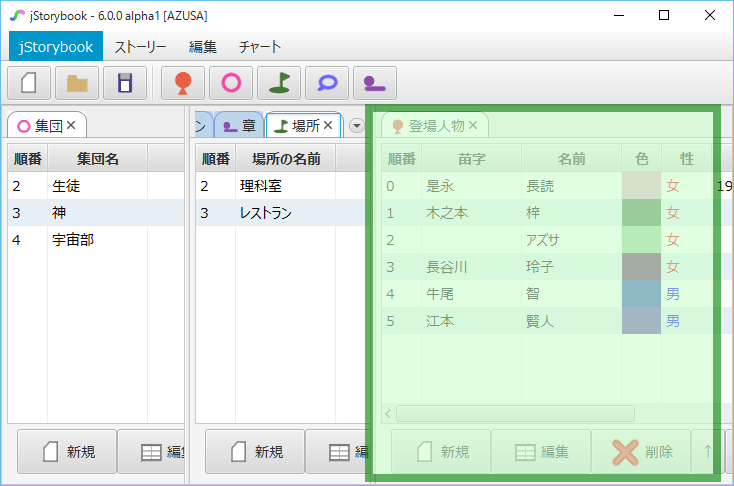 jStorybook - 6.0.0 alpha1 [AZUSA]
jStorybook ストーリー 編集 チャート
集団
順番 集団名
2 生徒
3 神
4 宇宙部
新規 編
ン 章 場所
順番 場所の名前
2 理科室
3 レストラン
新規 編
登場人物
順番 苗字 名前 色 性
0 是永 長読 女 19
1 木之本 梓 女
2 アズサ 女
3 長谷川 玲子 女
4 牛尾 智 男
5 江本 賢人 男
新規 編集 削除 ↑